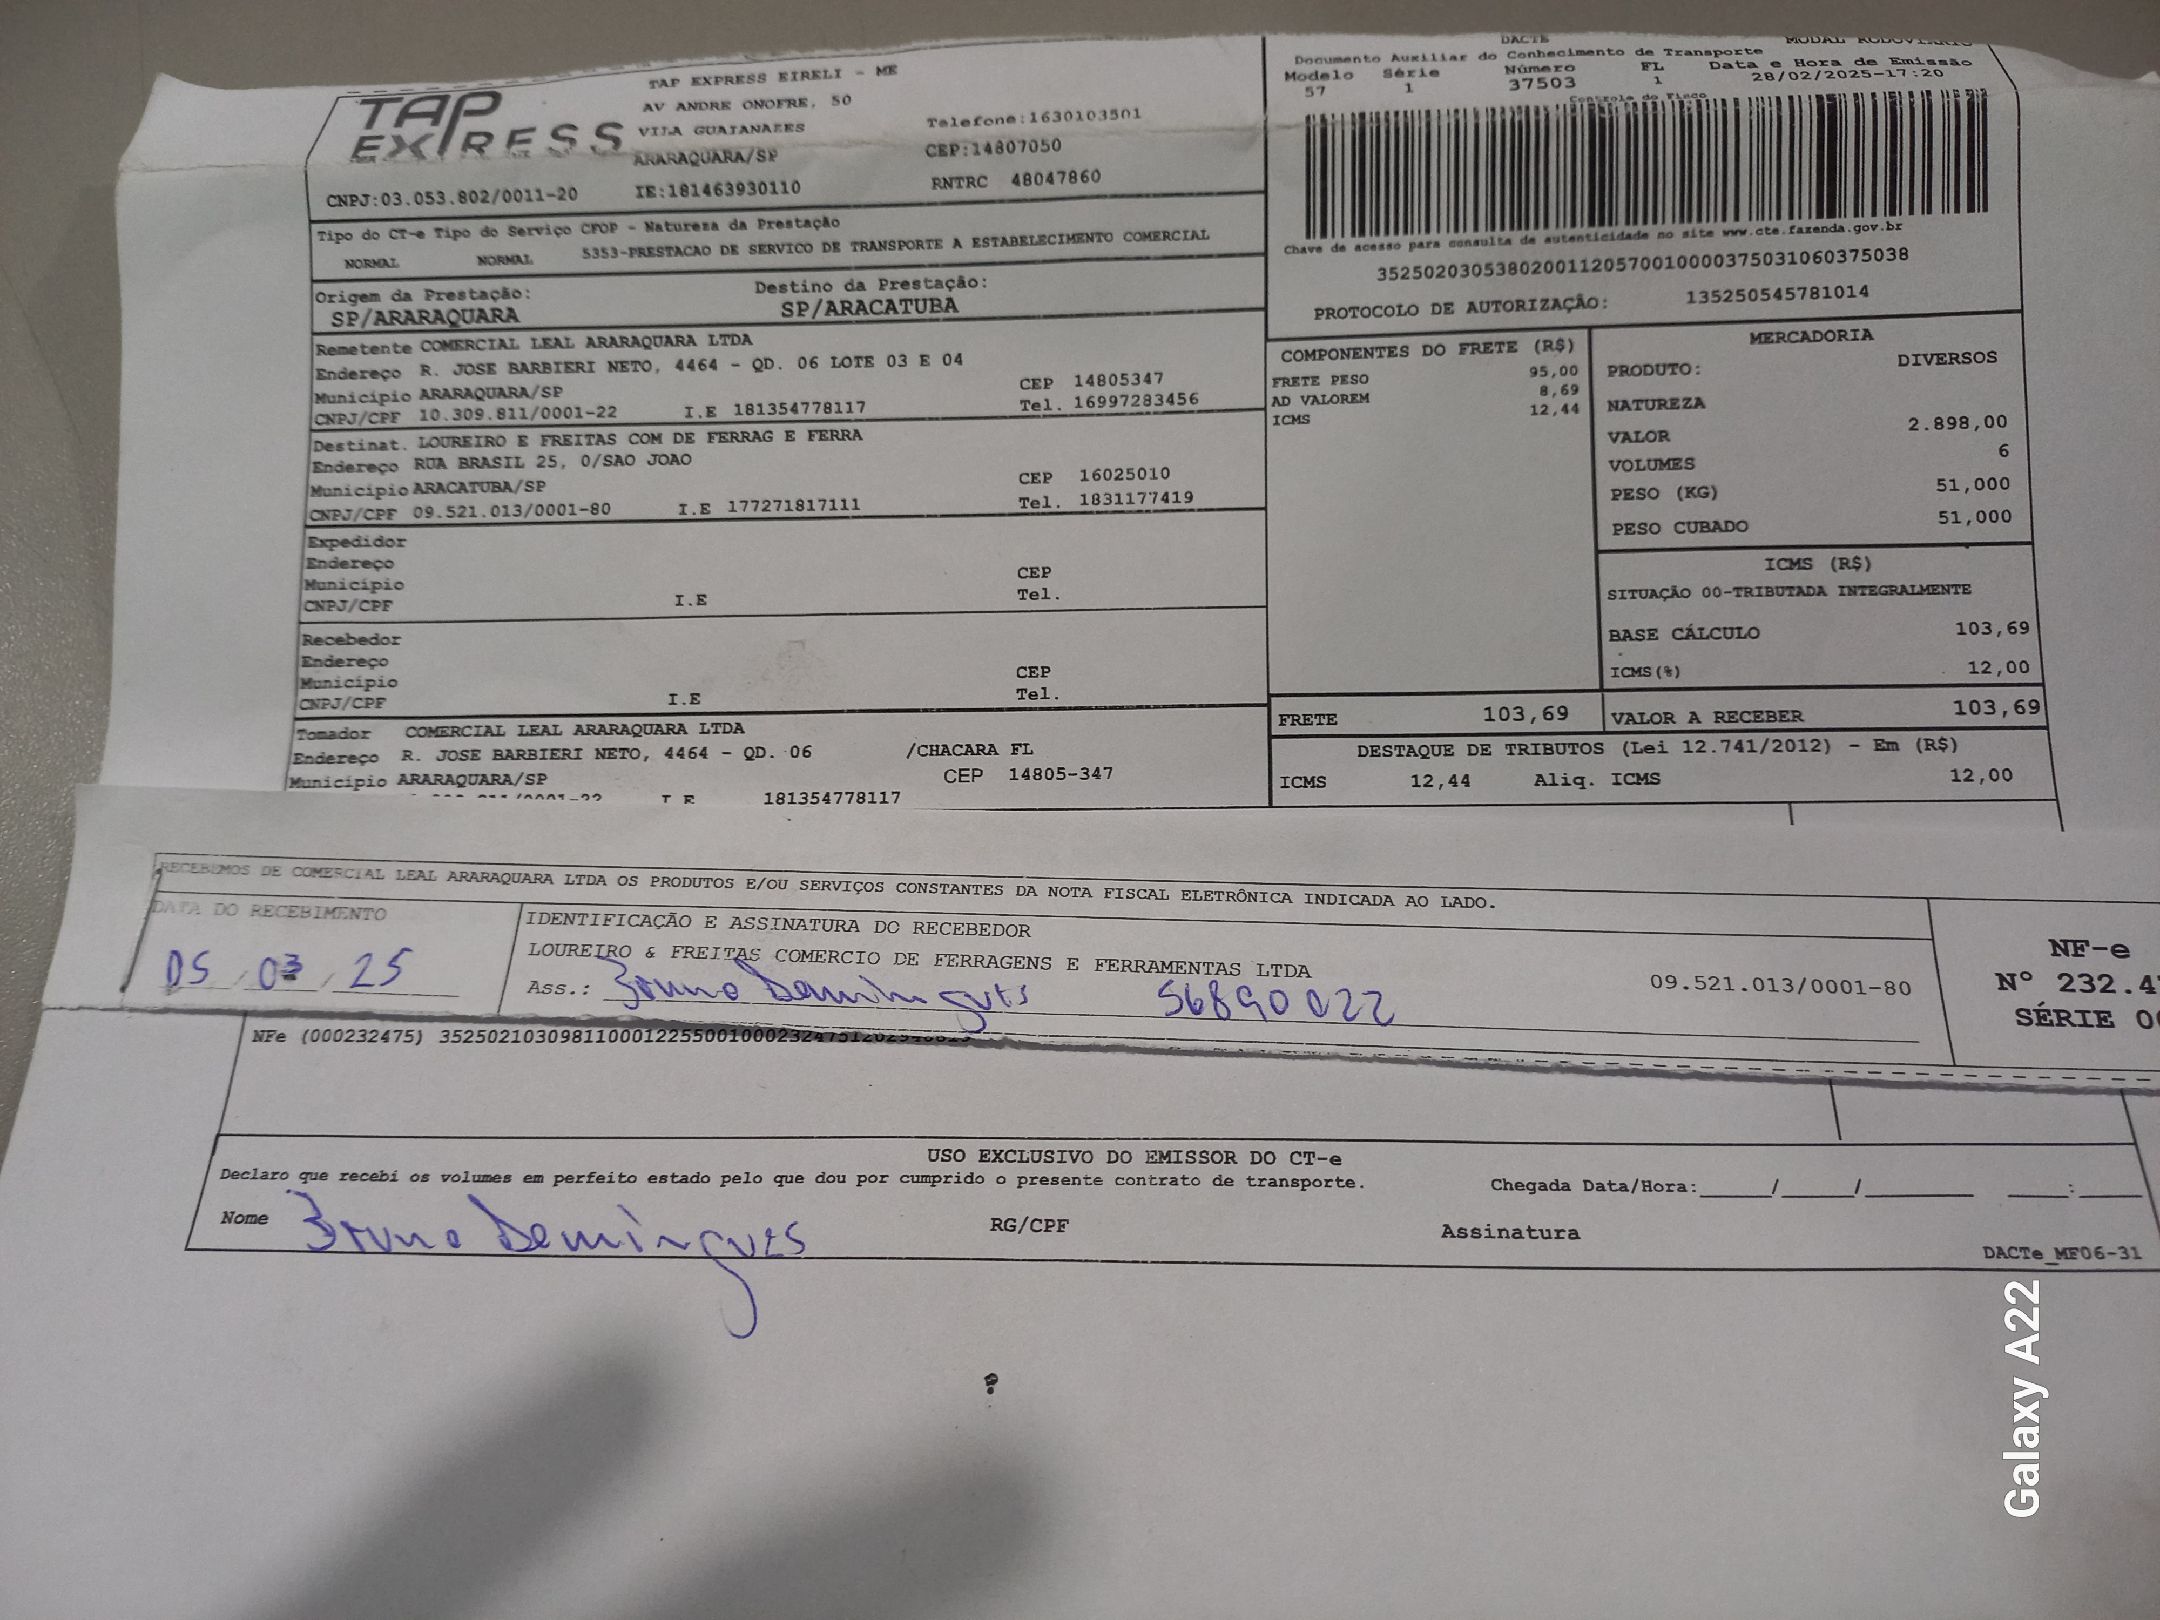 TAP EXPRESS
TAP EXPRESS EIRELI - ME
AV ANDRE ONOFRE, 50
VILA GUAIANAZES
ARARAQUARA/SP
Telefone:1630103501
CEP:14807050
CNPJ:03.053.802/0011-20 IE:181463930110 RNTRC 48047860
DACTE MODAL RODOVIARIO
Documento Auxiliar do Conhecimento de Transporte
Modelo Série Número FL Data e Hora de Emissão
57 1 37503 1 28/02/2025-17:20
Controle do Fisco
Chave de acesso para consulta de autenticidade no site www.cte.fazenda.gov.br
35250203053802001120570010000375031060375038
PROTOCOLO DE AUTORIZAÇÃO: 135250545781014
Tipo do CT-e Tipo do Serviço CFOP - Natureza da Prestação
NORMAL NORMAL 5353-PRESTACAO DE SERVICO DE TRANSPORTE A ESTABELECIMENTO COMERCIAL
Origem da Prestação: Destino da Prestação:
SP/ARARAQUARA SP/ARACATUBA
Remetente COMERCIAL LEAL ARARAQUARA LTDA
Endereço R. JOSE BARBIERI NETO, 4464 - QD. 06 LOTE 03 E 04
Município ARARAQUARA/SP CEP 14805347
CNPJ/CPF 10.309.811/0001-22 I.E 181354778117 Tel. 16997283456
Destinat. LOUREIRO E FREITAS COM DE FERRAG E FERRA
Endereço RUA BRASIL 25, 0/SAO JOAO
Município ARACATUBA/SP CEP 16025010
CNPJ/CPF 09.521.013/0001-80 I.E 177271817111 Tel. 1831177419
Expedidor
Endereço
Município CEP
CNPJ/CPF I.E Tel.
Recebedor
Endereço
Município CEP
CNPJ/CPF I.E Tel.
Tomador COMERCIAL LEAL ARARAQUARA LTDA
Endereço R. JOSE BARBIERI NETO, 4464 - QD. 06 /CHACARA FL
Município ARARAQUARA/SP CEP 14805-347
I.E 181354778117
COMPONENTES DO FRETE (R$)
FRETE PESO 95,00
AD VALOREM 8,69
ICMS 12,44
MERCADORIA
PRODUTO: DIVERSOS
NATUREZA
VALOR 2.898,00
VOLUMES 6
PESO (KG) 51,000
PESO CUBADO 51,000
ICMS (R$)
SITUAÇÃO 00-TRIBUTADA INTEGRALMENTE
BASE CÁLCULO 103,69
ICMS(%) 12,00
FRETE 103,69 VALOR A RECEBER 103,69
DESTAQUE DE TRIBUTOS (Lei 12.741/2012) - Em (R$)
ICMS 12,44 Aliq. ICMS 12,00
RECEBEMOS DE COMERCIAL LEAL ARARAQUARA LTDA OS PRODUTOS E/OU SERVIÇOS CONSTANTES DA NOTA FISCAL ELETRÔNICA INDICADA AO LADO.
DATA DO RECEBIMENTO IDENTIFICAÇÃO E ASSINATURA DO RECEBEDOR
LOUREIRO & FREITAS COMERCIO DE FERRAGENS E FERRAMENTAS LTDA 09.521.013/0001-80
05/03/25 Ass.: Bruno Domingues 56890022
NF-e
Nº 232.4
SÉRIE 0
NFe (000232475)
USO EXCLUSIVO DO EMISSOR DO CT-e
Declaro que recebi os volumes em perfeito estado pelo que dou por cumprido o presente contrato de transporte. Chegada Data/Hora:____/____/____ ____:____
Nome Bruno Domingues RG/CPF Assinatura
DACTe_MF06-31
?
Galaxy A22